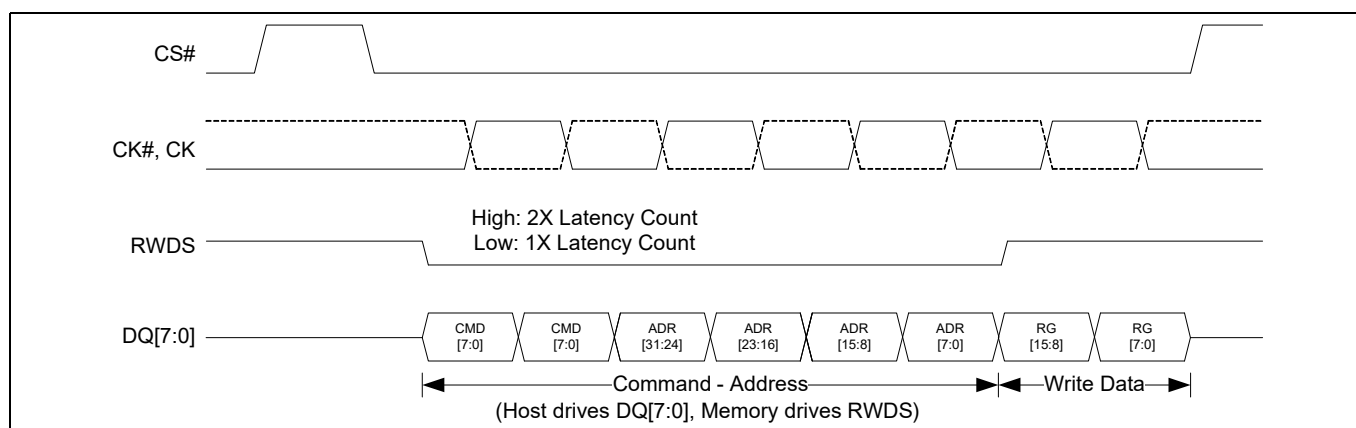 CS#
CK#, CK
High: 2X Latency Count
Low: 1X Latency Count
RWDS
DQ[7:0]
CMD
[7:0]
CMD
[7:0]
ADR
[31:24]
ADR
[23:16]
ADR
[15:8]
ADR
[7:0]
RG
[15:8]
RG
[7:0]
Command - Address
Write Data
(Host drives DQ[7:0], Memory drives RWDS)